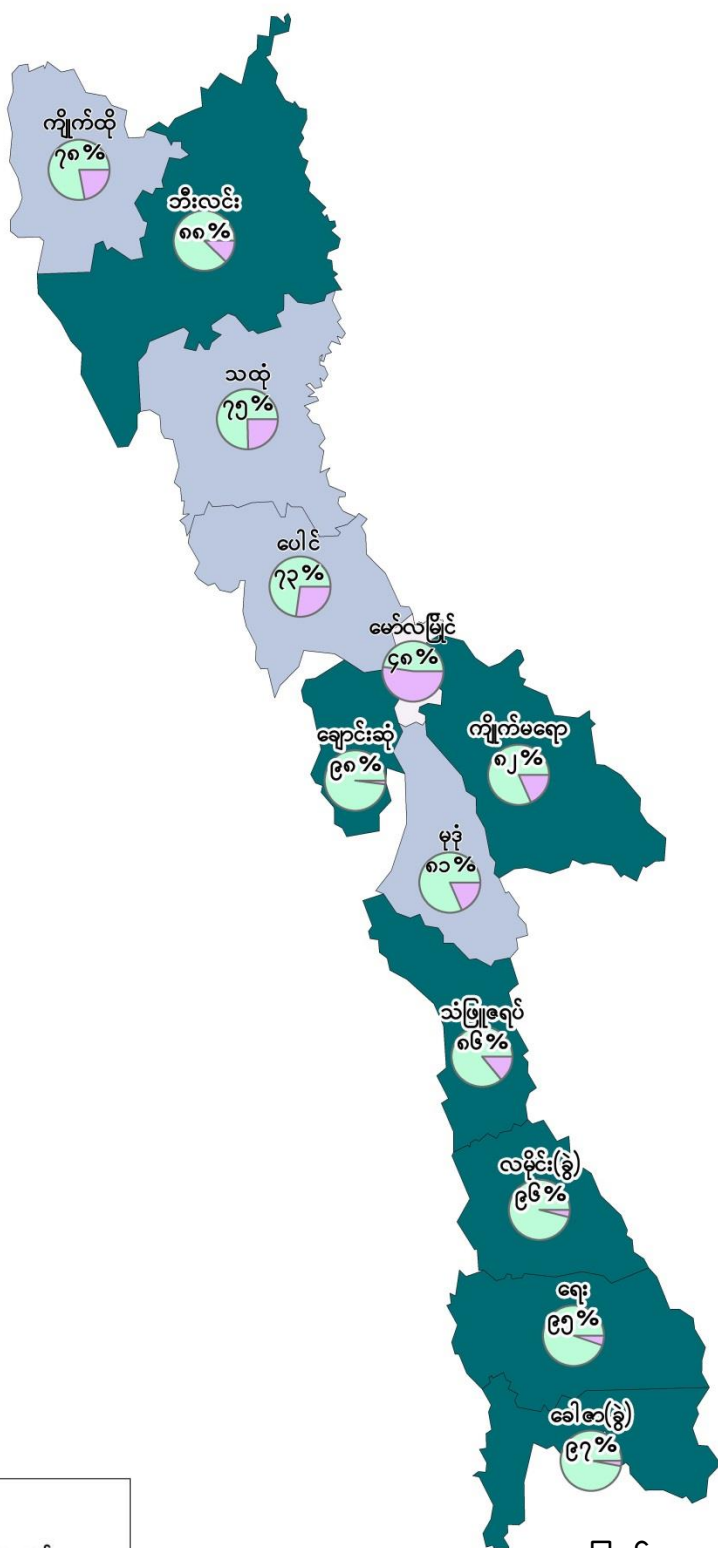 ကျိုက်ထို
၇၈%
ဘီးလင်း
၈၈%
သထုံ
၇၅%
ပေါင်
၇၃%
မော်လမြိုင်
၄၈%
ချောင်းဆုံ
၉၈%
ကျိုက်မရော
၈၂%
မုဒုံ
၈၁%
သံဖြူဇရပ်
၈၆%
လမိုင်း(ခွဲ)
၉၆%
ရေး
၉၅%
ခေါဇာ(ခွဲ)
၉၇%